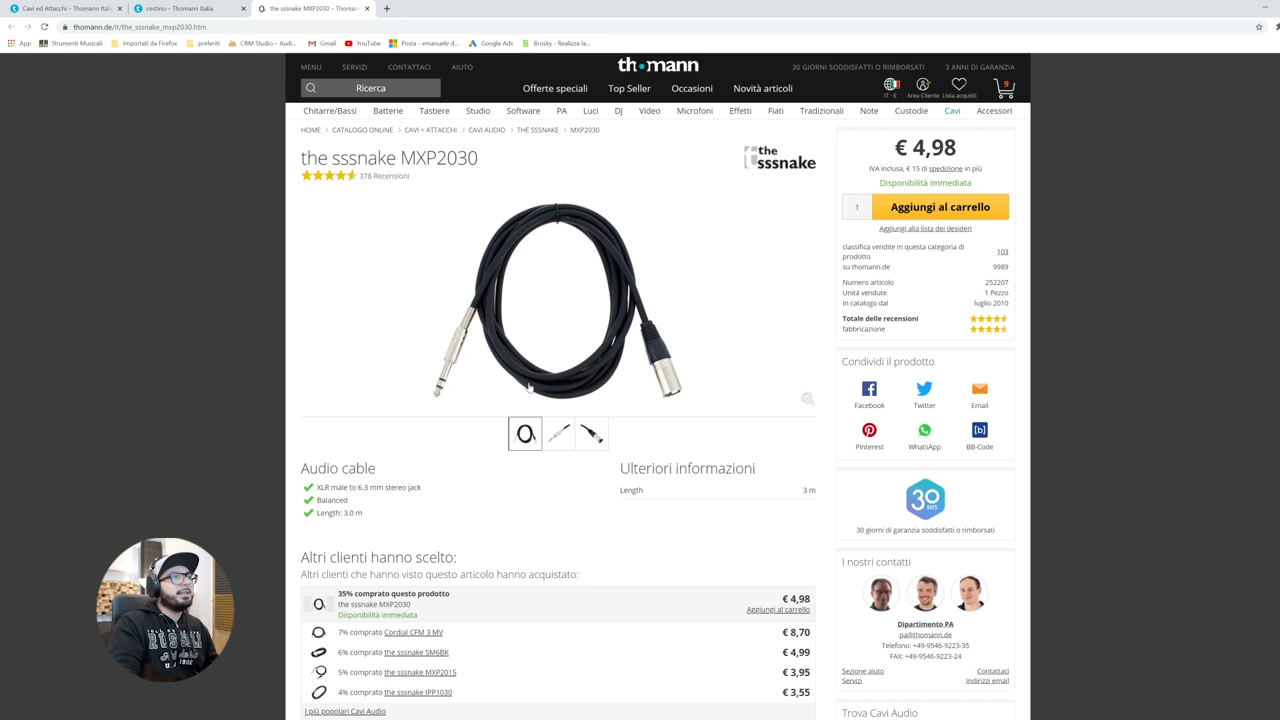 Cavi ed Attacchi – Thomann Itali
cestino – Thomann Italia
the sssnake MXP2030 – Thoman
thomann.de/it/the_sssnake_mxp2030.htm
App
Strumenti Musicali
Importati da Firefox
preferiti
CRM Studio – Audi...
Gmail
YouTube
Posta - emanuele d...
Google Ads
Brosky - Realizza la...
MENU
SERVIZI
CONTATTACI
AIUTO
th•mann
30 GIORNI SODDISFATTI O RIMBORSATI
3 ANNI DI GARANZIA
Ricerca
Offerte speciali
Top Seller
Occasioni
Novità articoli
IT · €
Area Cliente
Lista acquisti
9
Chitarre/Bassi
Batterie
Tastiere
Studio
Software
PA
Luci
DJ
Video
Microfoni
Effetti
Fiati
Tradizionali
Note
Custodie
Cavi
Accessori
HOME > CATALOGO ONLINE > CAVI + ATTACCHI > CAVI AUDIO > THE SSSNAKE > MXP2030
the sssnake MXP2030
378 Recensioni
the
sssnake
€ 4,98
IVA inclusa, € 15 di spedizione in più
Disponibilità immediata
1
Aggiungi al carrello
Aggiungi alla lista dei desideri
classifica vendite in questa categoria di prodotto 103
su thomann.de 9989
Numero articolo 252207
Unità vendute 1 Pezzo
In catalogo dal luglio 2010
Totale delle recensioni
fabbricazione
Condividi il prodotto
Facebook
Twitter
Email
Pinterest
WhatsApp
[b]
BB-Code
Audio cable
XLR male to 6.3 mm stereo jack
Balanced
Length: 3.0 m
Ulteriori informazioni
Length 3 m
30
DAYS
30 giorni di garanzia soddisfatti o rimborsati
Altri clienti hanno scelto:
Altri clienti che hanno visto questo articolo hanno acquistato:
35% comprato questo prodotto
the sssnake MXP2030
Disponibilità immediata
€ 4,98
Aggiungi al carrello
7% comprato Cordial CFM 3 MV € 8,70
6% comprato the sssnake SM6BK € 4,99
5% comprato the sssnake MXP2015 € 3,95
4% comprato the sssnake IPP1030 € 3,55
I più popolari Cavi Audio
I nostri contatti
Dipartimento PA
pa@thomann.de
Telefono: +49-9546-9223-35
FAX: +49-9546-9223-24
Sezione aiuto
Contattaci
Servizi
Indirizzi email
Trova Cavi Audio